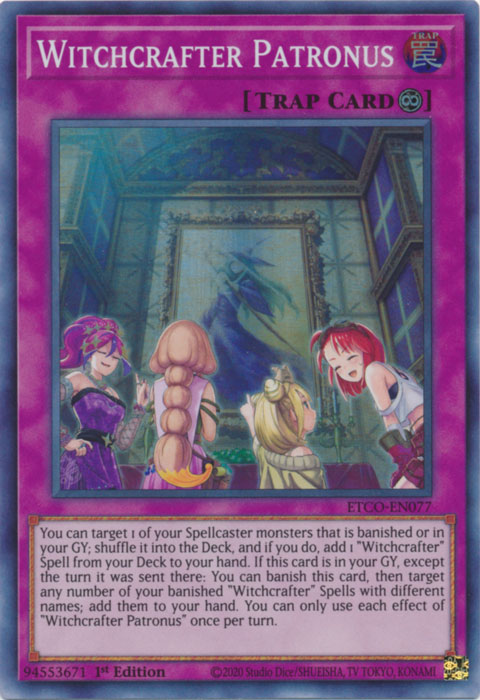 WITCHCRAFTER PATRONUS
TRAP
罠
[TRAP CARD]
ETCO-EN077
You can target 1 of your Spellcaster monsters that is banished or in
your GY; shuffle it into the Deck, and if you do, add 1 "Witchcrafter"
Spell from your Deck to your hand. If this card is in your GY, except
the turn it was sent there: You can banish this card, then target
any number of your banished "Witchcrafter" Spells with different
names; add them to your hand. You can only use each effect of
"Witchcrafter Patronus" once per turn.
94553671 1st Edition ©2020 Studio Dice/SHUEISHA, TV TOKYO, KONAMI